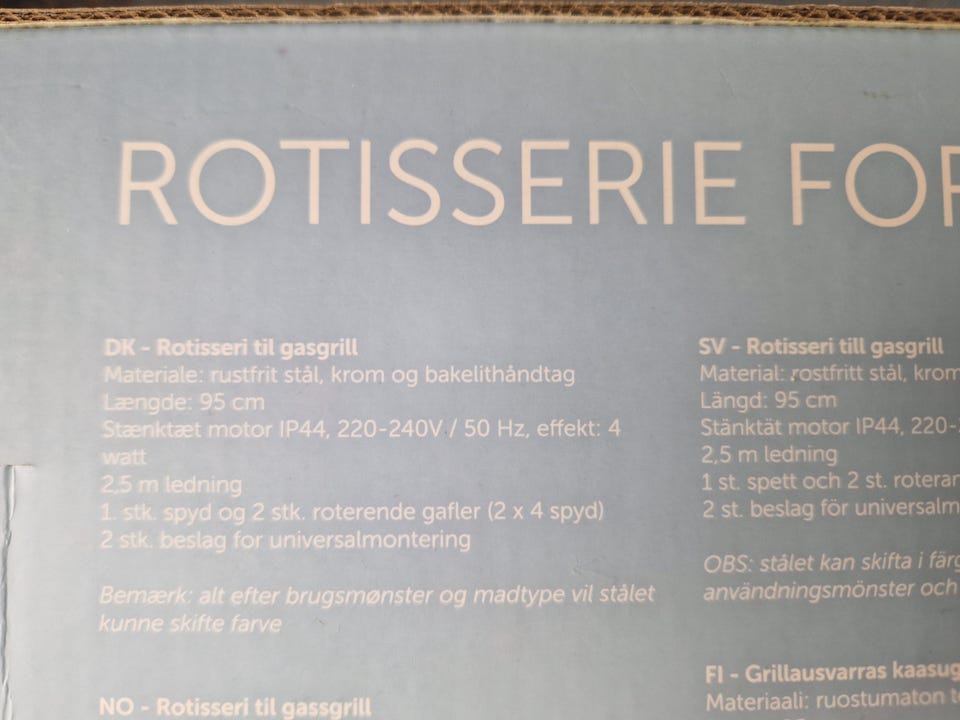 ROTISSERIE FOR
DK - Rotisseri til gasgrill
Materiale: rustfrit stål, krom og bakelithåndtag
Længde: 95 cm
Stænktæt motor IP44, 220-240V / 50 Hz, effekt: 4
watt
2,5 m ledning
1. stk. spyd og 2 stk. roterende gafler (2 x 4 spyd)
2 stk. beslag for universalmontering
Bemærk: alt efter brugsmønster og madtype vil stålet
kunne skifte farve
NO - Rotisseri til gassgrill
SV - Rotisseri till gasgrill
Material: rostfritt stål, krom
Längd: 95 cm
Stänktät motor IP44, 220-
2,5 m ledning
1 st. spett och 2 st.
2 st. beslag för
OBS: stålet kan skifta i
användningsmönster och
FI - Grillausvarras
Materiaali: ruostumaton